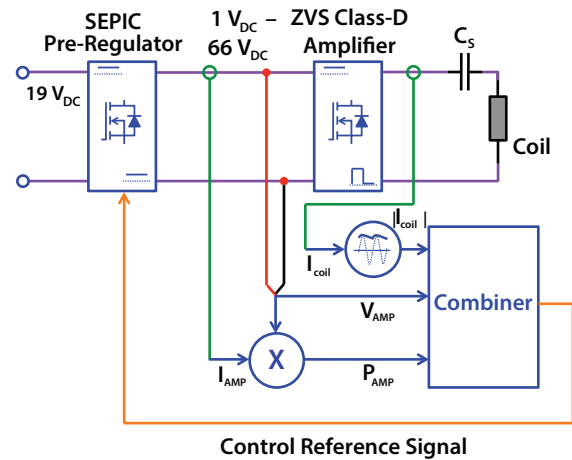 SEPIC
Pre-Regulator
1 VDC –
66 VDC
ZVS Class-D
Amplifier
CS
19 VDC
Coil
|Icoil|
Icoil
VAMP
Combiner
X
IAMP
PAMP
Control Reference Signal